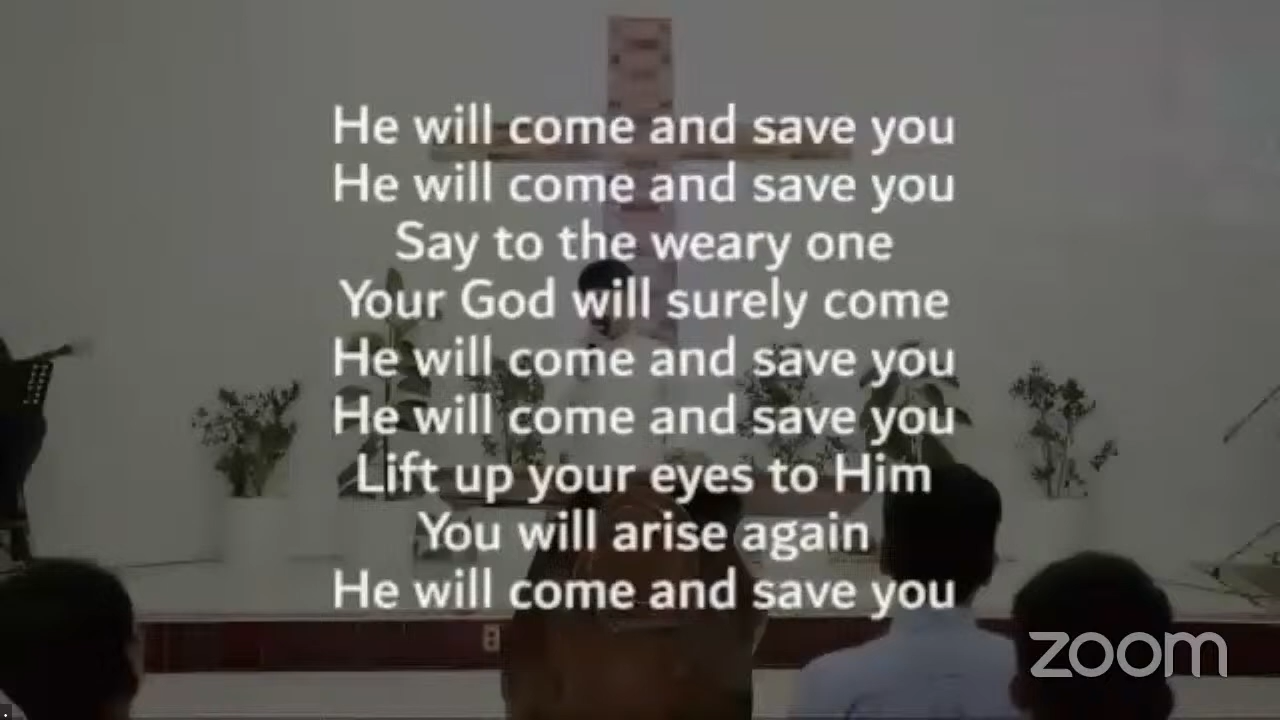 He will come and save you
He will come and save you
Say to the weary one
Your God will surely come
He will come and save you
He will come and save you
Lift up your eyes to Him
You will arise again
He will come and save you
zoom